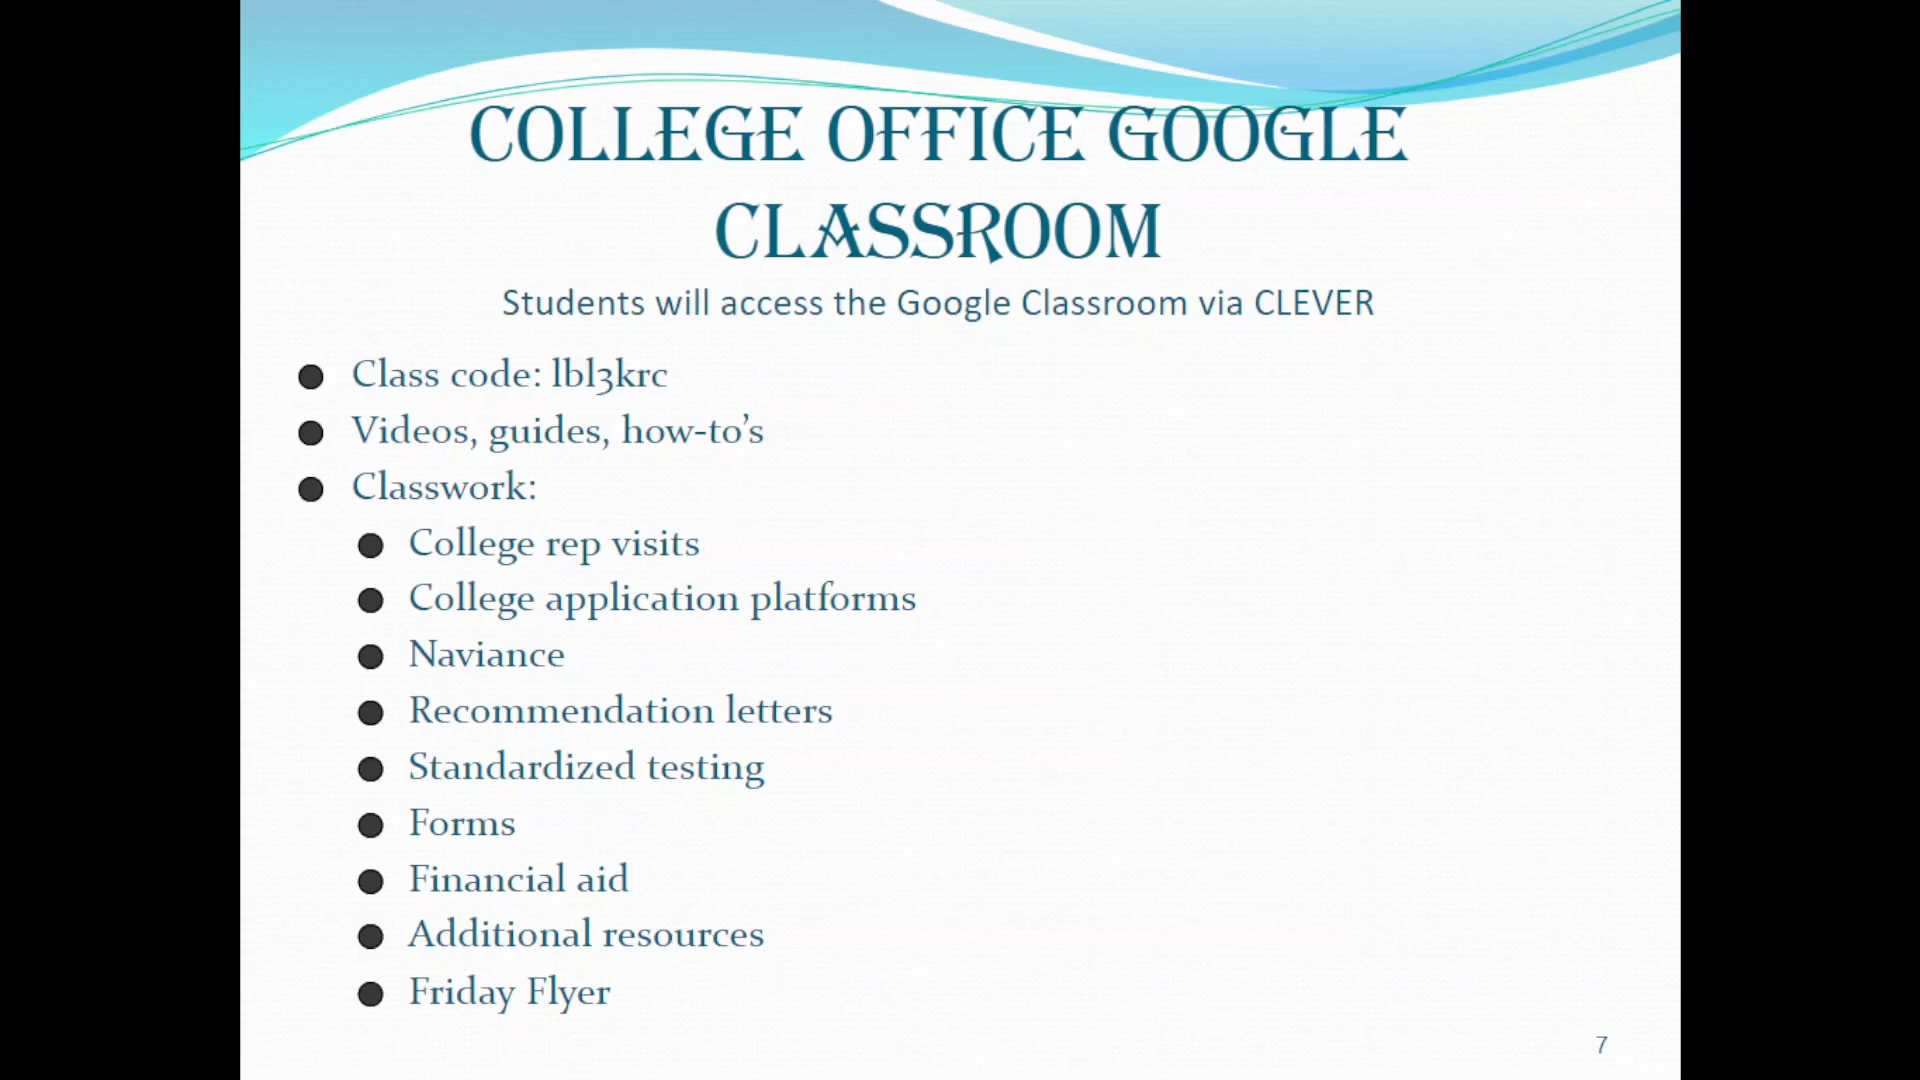 COLLEGE OFFICE GOOGLE
CLASSROOM
Students will access the Google Classroom via CLEVER
● Class code: lbl3krc
● Videos, guides, how-to’s
● Classwork:
● College rep visits
● College application platforms
● Naviance
● Recommendation letters
● Standardized testing
● Forms
● Financial aid
● Additional resources
● Friday Flyer
7